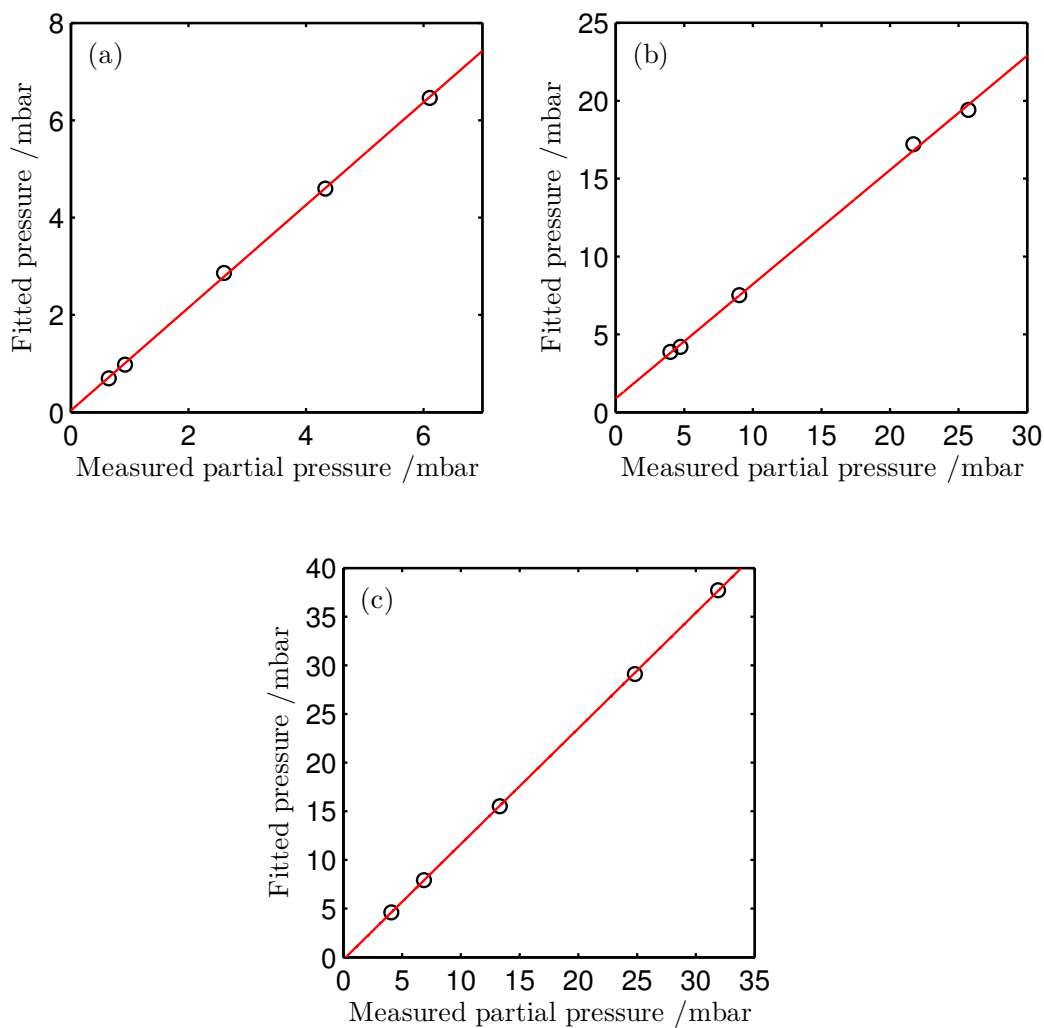 (a)
8
6
4
2
0
0 2 4 6
Fitted pressure /mbar
Measured partial pressure /mbar
(b)
25
20
15
10
5
0
0 5 10 15 20 25 30
Fitted pressure /mbar
Measured partial pressure /mbar
(c)
40
35
30
25
20
15
10
5
0
0 5 10 15 20 25 30 35
Fitted pressure /mbar
Measured partial pressure /mbar